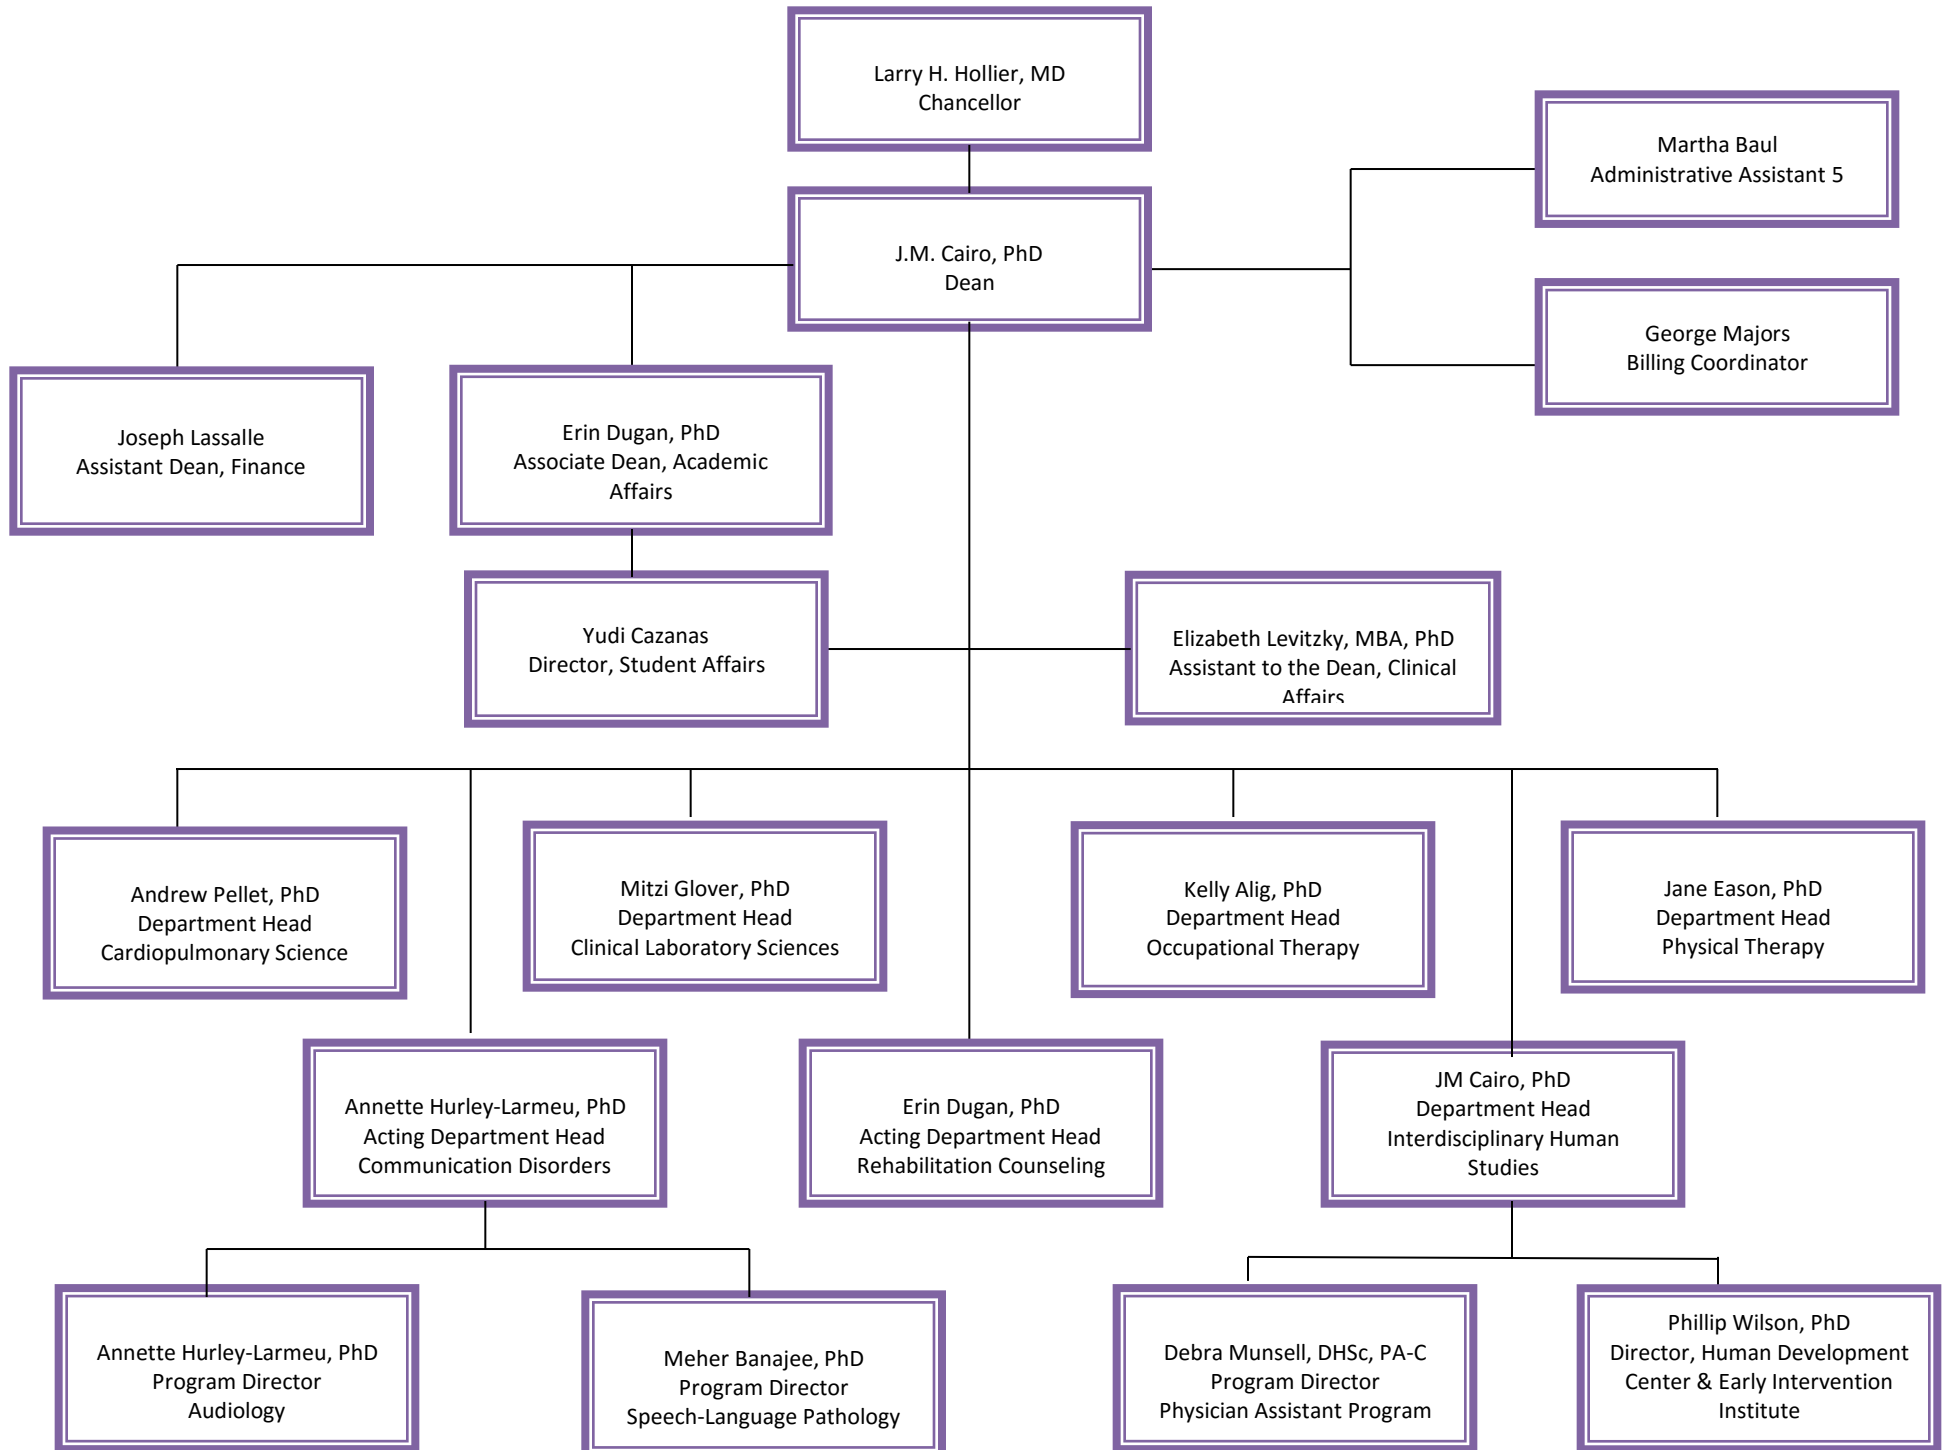 Larry H. Hollier, MD
Chancellor
Martha Baul
Administrative Assistant 5
J.M. Cairo, PhD
Dean
George Majors
Billing Coordinator
Joseph Lassalle
Assistant Dean, Finance
Erin Dugan, PhD
Associate Dean, Academic
Affairs
Yudi Cazanas
Director, Student Affairs
Elizabeth Levitzky, MBA, PhD
Assistant to the Dean, Clinical
Affairs
Andrew Pellet, PhD
Department Head
Cardiopulmonary Science
Mitzi Glover, PhD
Department Head
Clinical Laboratory Sciences
Kelly Alig, PhD
Department Head
Occupational Therapy
Jane Eason, PhD
Department Head
Physical Therapy
Annette Hurley-Larmeu, PhD
Acting Department Head
Communication Disorders
Erin Dugan, PhD
Acting Department Head
Rehabilitation Counseling
JM Cairo, PhD
Department Head
Interdisciplinary Human
Studies
Annette Hurley-Larmeu, PhD
Program Director
Audiology
Meher Banajee, PhD
Program Director
Speech-Language Pathology
Debra Munsell, DHSc, PA-C
Program Director
Physician Assistant Program
Phillip Wilson, PhD
Director, Human Development
Center & Early Intervention
Institute